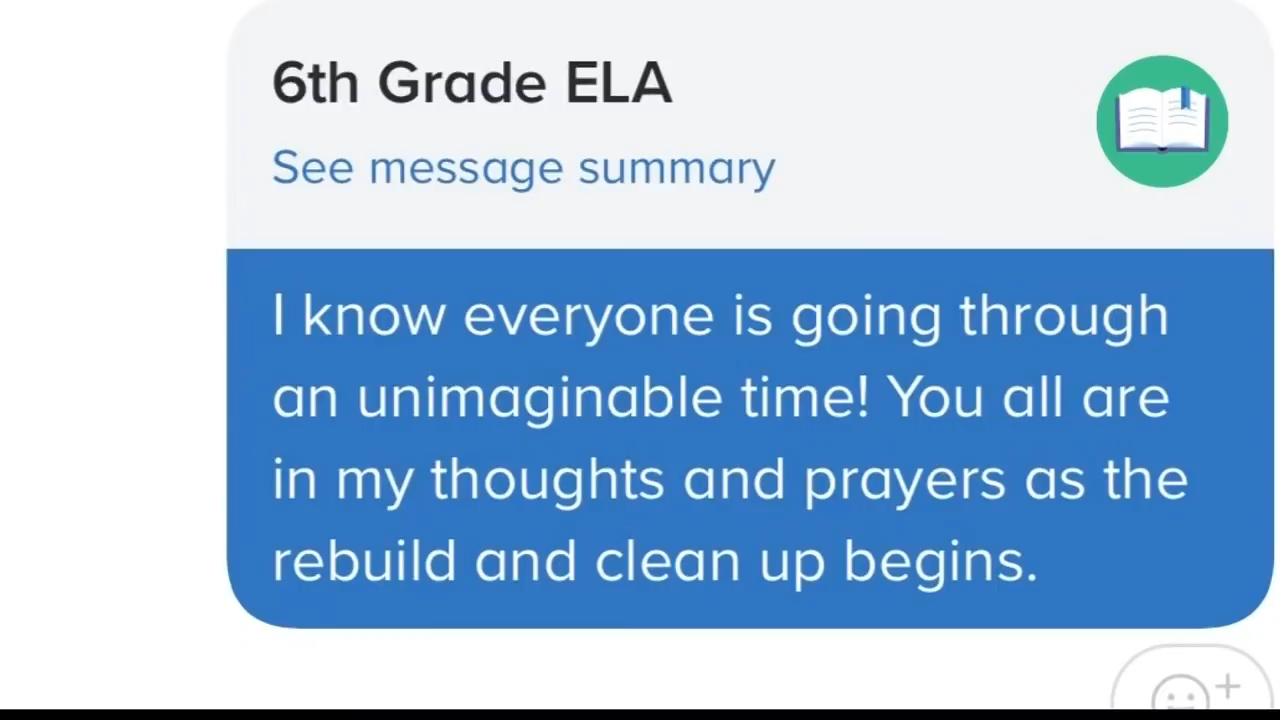 6th Grade ELA
See message summary
I know everyone is going through
an unimaginable time! You all are
in my thoughts and prayers as the
rebuild and clean up begins.